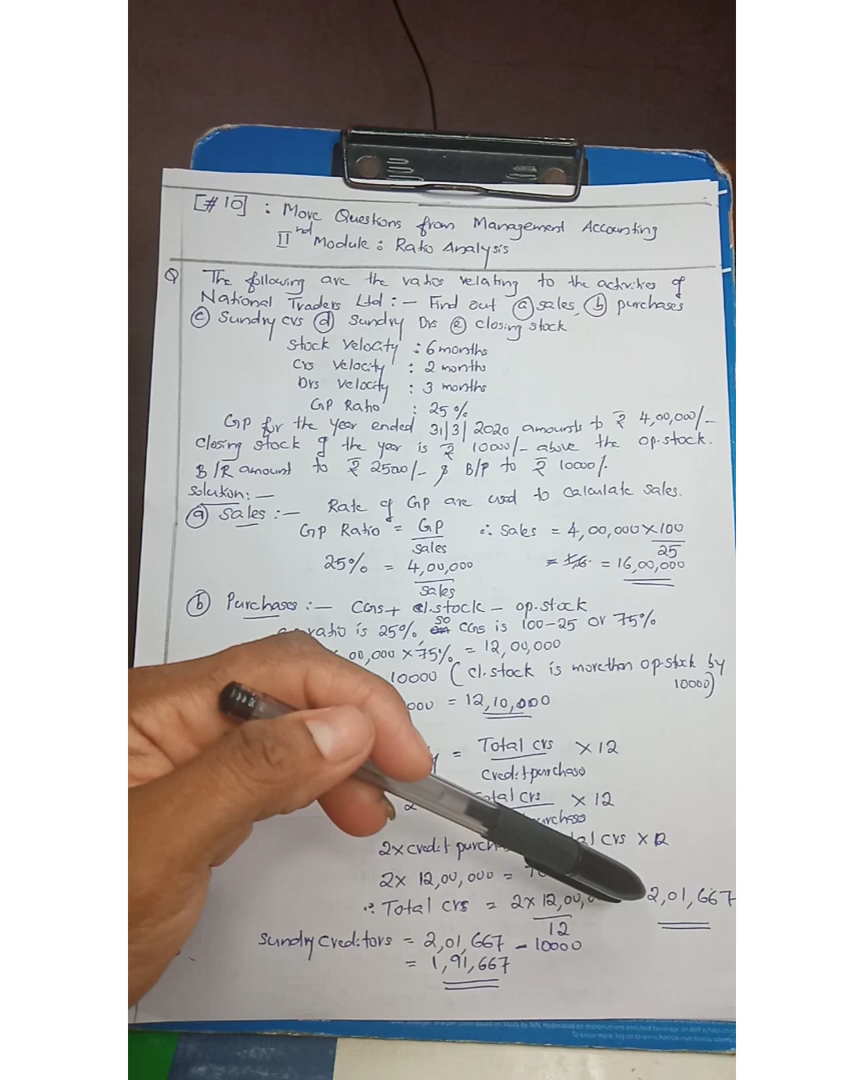 [#10] : More Questions from Management Accounting
IInd Module : Ratio Analysis
Q The following are the ratios relating to the activities of
National Traders Ltd :- Find out (a) sales, (b) purchases
(c) Sundry crs (d) Sundry Drs (e) closing stock
Stock Velocity : 6 months
Crs Velocity : 2 months
Drs Velocity : 3 months
GP Ratio : 25%
GP for the year ended 31/3/2020 amounts to ₹ 4,00,000/-
closing stock of the year is ₹ 10000/- above the op.stock.
B/R amount to ₹ 2500/- & B/P to ₹ 10000/.
Solution:-
(a) Sales :- Rate of GP are used to calculate sales.
GP Ratio = GP / Sales ∴ Sales = 4,00,000 × 100 / 25
25% = 4,00,000 / Sales = = 16,00,000
(b) Purchases :- CGS + cl.stock - op.stock
ratio is 25%, so CGS is 100-25 or 75%
00,000 × 75% = 12,00,000
10000 (cl.stock is more than op.stock by 10000)
000 = 12,10,000
= Total crs / credit purchase × 12
2 Total crs × 12
2× credit purch crs × 12
2× 12,00,000 =
∴ Total crs = 2× 12,00, / 12 2,01,667
Sundry Creditors = 2,01,667 - 10000
= 1,91,667